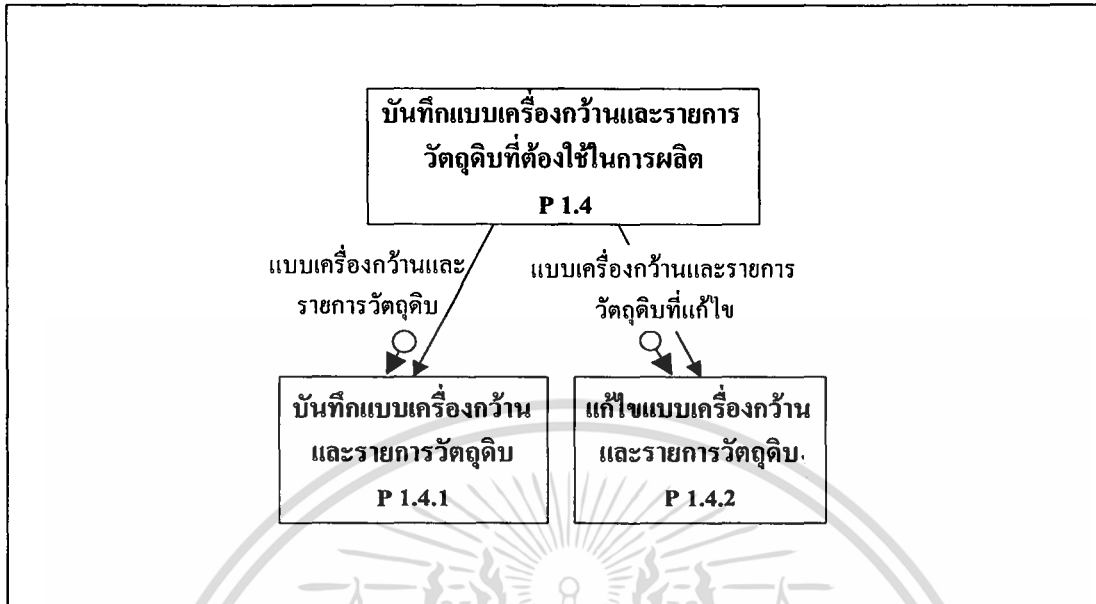 บันทึกแบบเครื่องกว้านและรายการ
วัตถุดิบที่ต้องใช้ในการผลิต
P 1.4
แบบเครื่องกว้านและ
รายการวัตถุดิบ
แบบเครื่องกว้านและรายการ
วัตถุดิบที่แก้ไข
บันทึกแบบเครื่องกว้าน
และรายการวัตถุดิบ
P 1.4.1
แก้ไขแบบเครื่องกว้าน
และรายการวัตถุดิบ
P 1.4.2